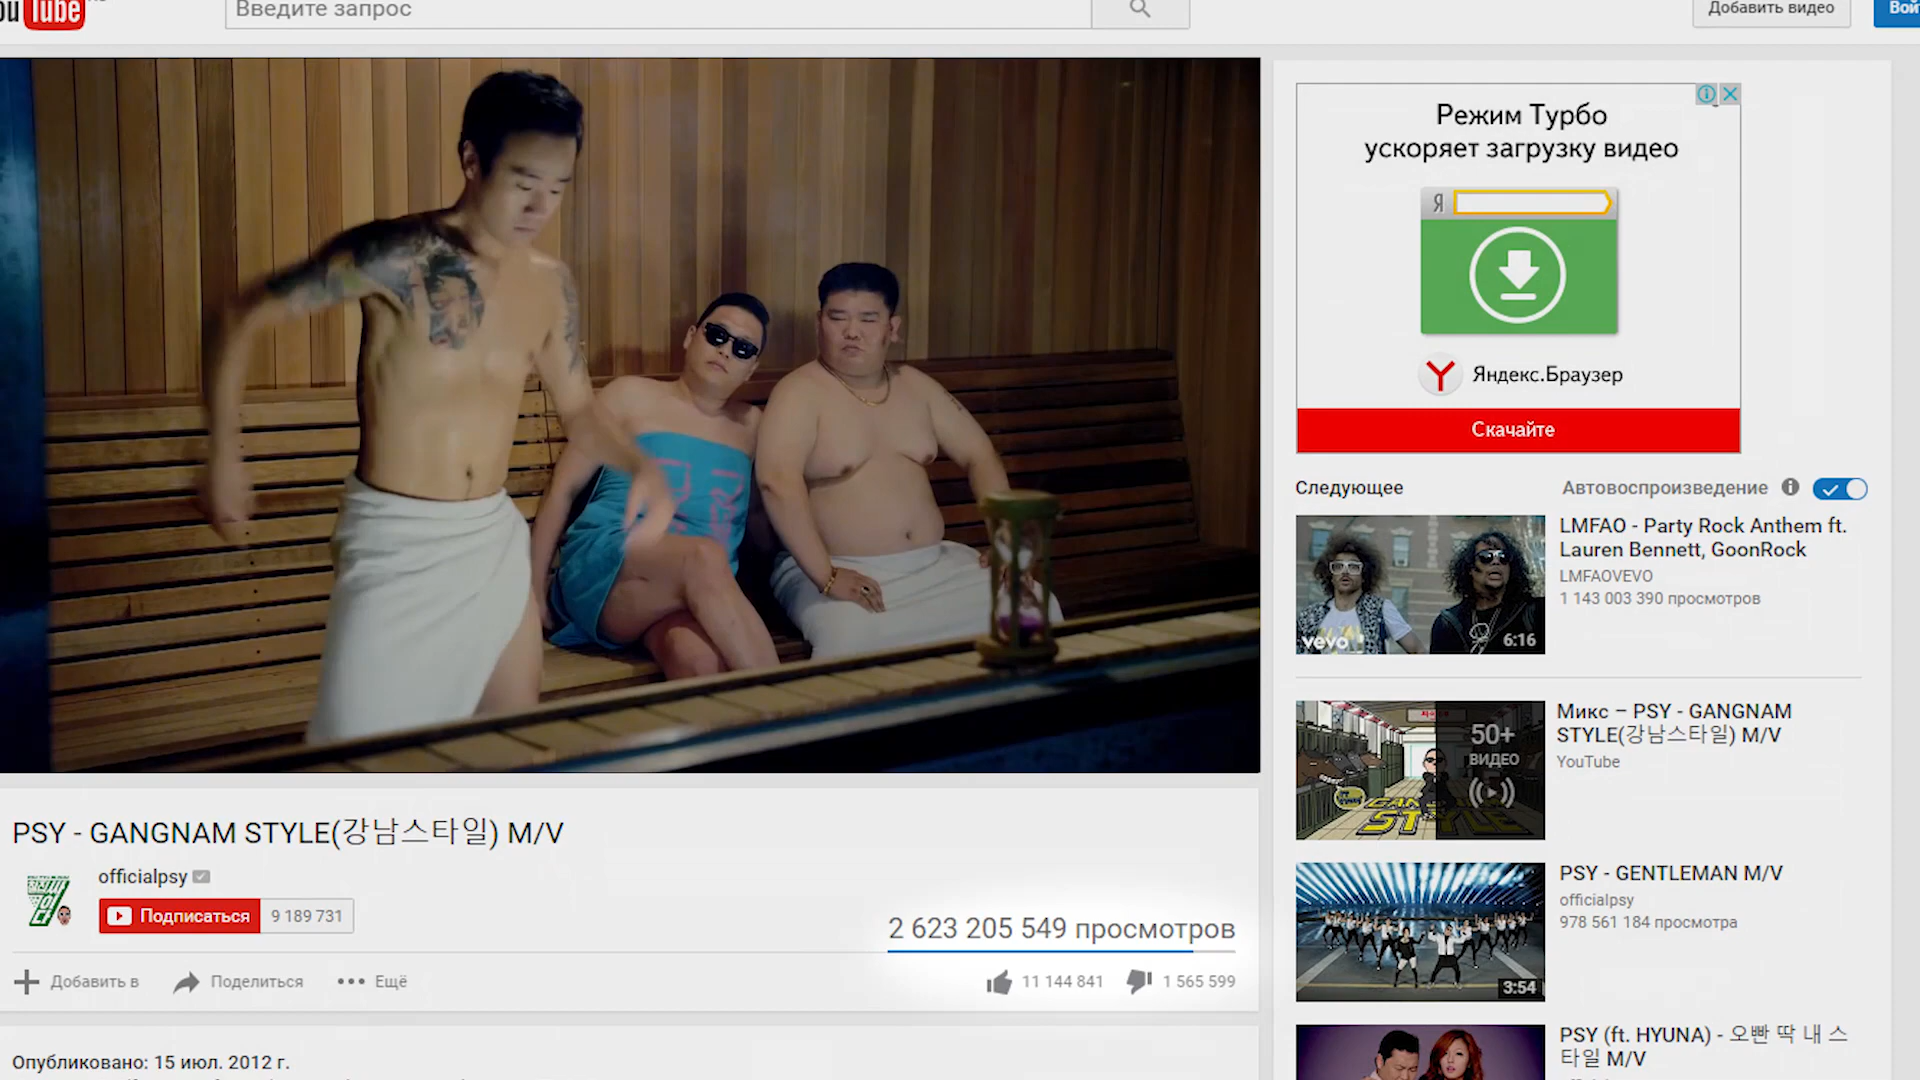 You Tube
Введите запрос
Добавить видео
Режим Турбо
ускоряет загрузку видео
Я
Яндекс.Браузер
Скачайте
Следующее
Автовоспроизведение
LMFAO - Party Rock Anthem ft.
Lauren Bennett, GoonRock
LMFAOVEVO
1 143 003 390 просмотров
vevo
6:16
Микс – PSY - GANGNAM
STYLE(강남스타일) M/V
YouTube
50+
ВИДЕО
PSY - GENTLEMAN M/V
officialpsy
978 561 184 просмотра
3:54
PSY (ft. HYUNA) - 오빤 딱 내 스
타일 M/V
PSY - GANGNAM STYLE(강남스타일) M/V
officialpsy
Подписаться 9 189 731
2 623 205 549 просмотров
Добавить в
Поделиться
Ещё
11 144 841
1 565 599
Опубликовано: 15 июл. 2012 г.